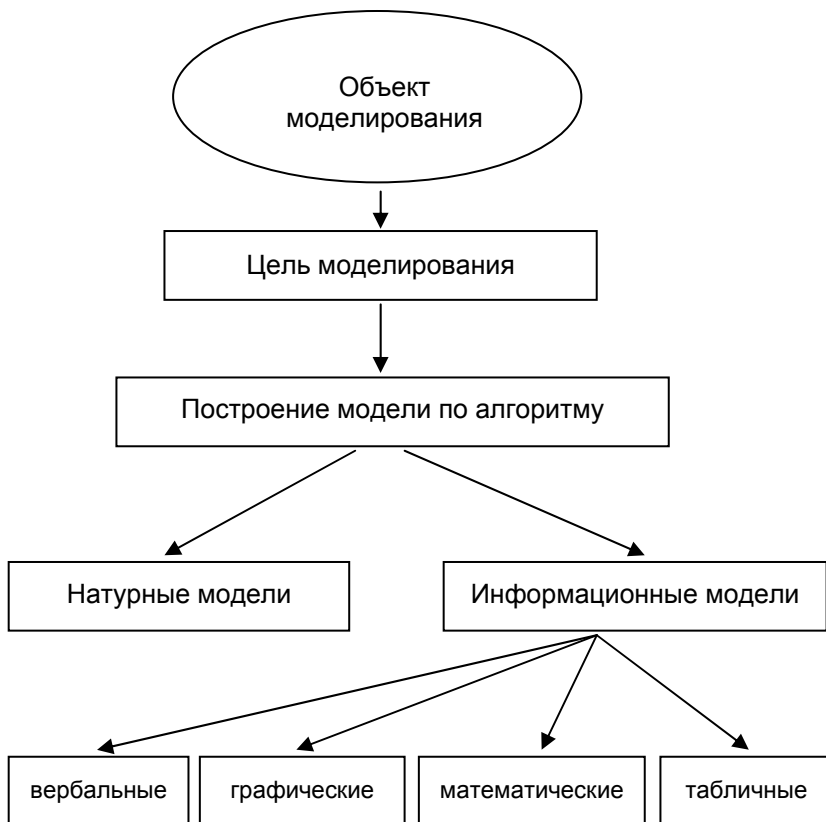 Объект
моделирования
Цель моделирования
Построение модели по алгоритму
Натурные модели
Информационные модели
вербальные
графические
математические
табличные